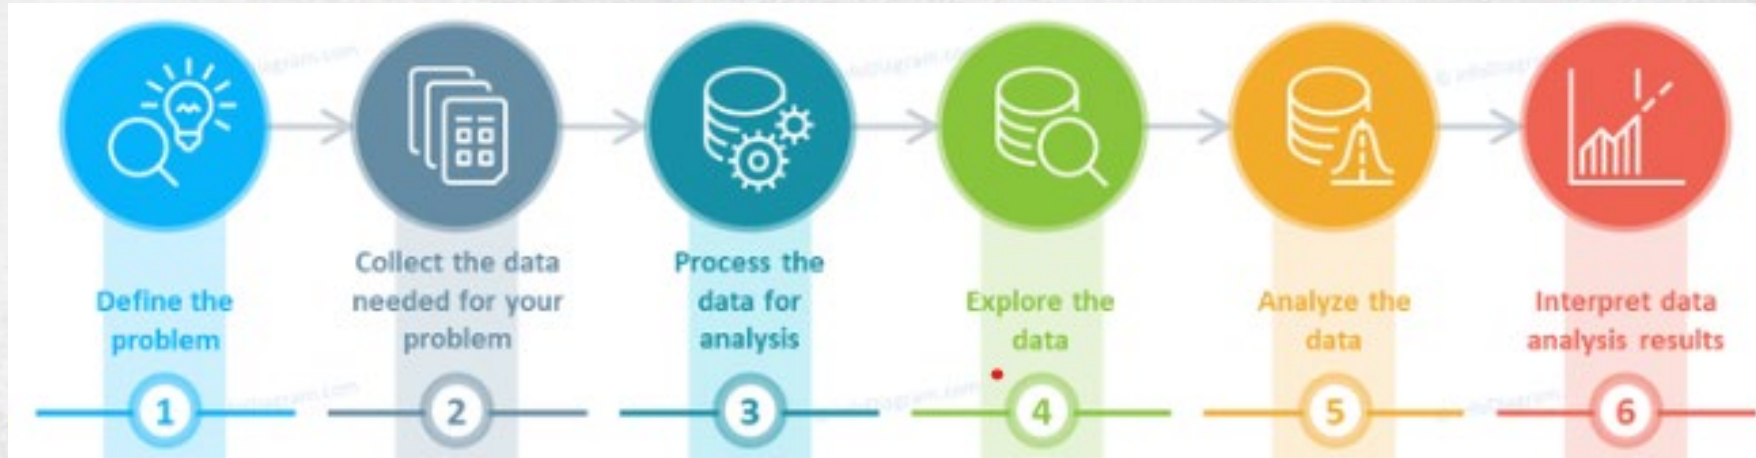 Define the
problem
1
Collect the data
needed for your
problem
2
Process the
data for
analysis
3
Explore the
data
4
Analyze the
data
5
Interpret data
analysis results
6